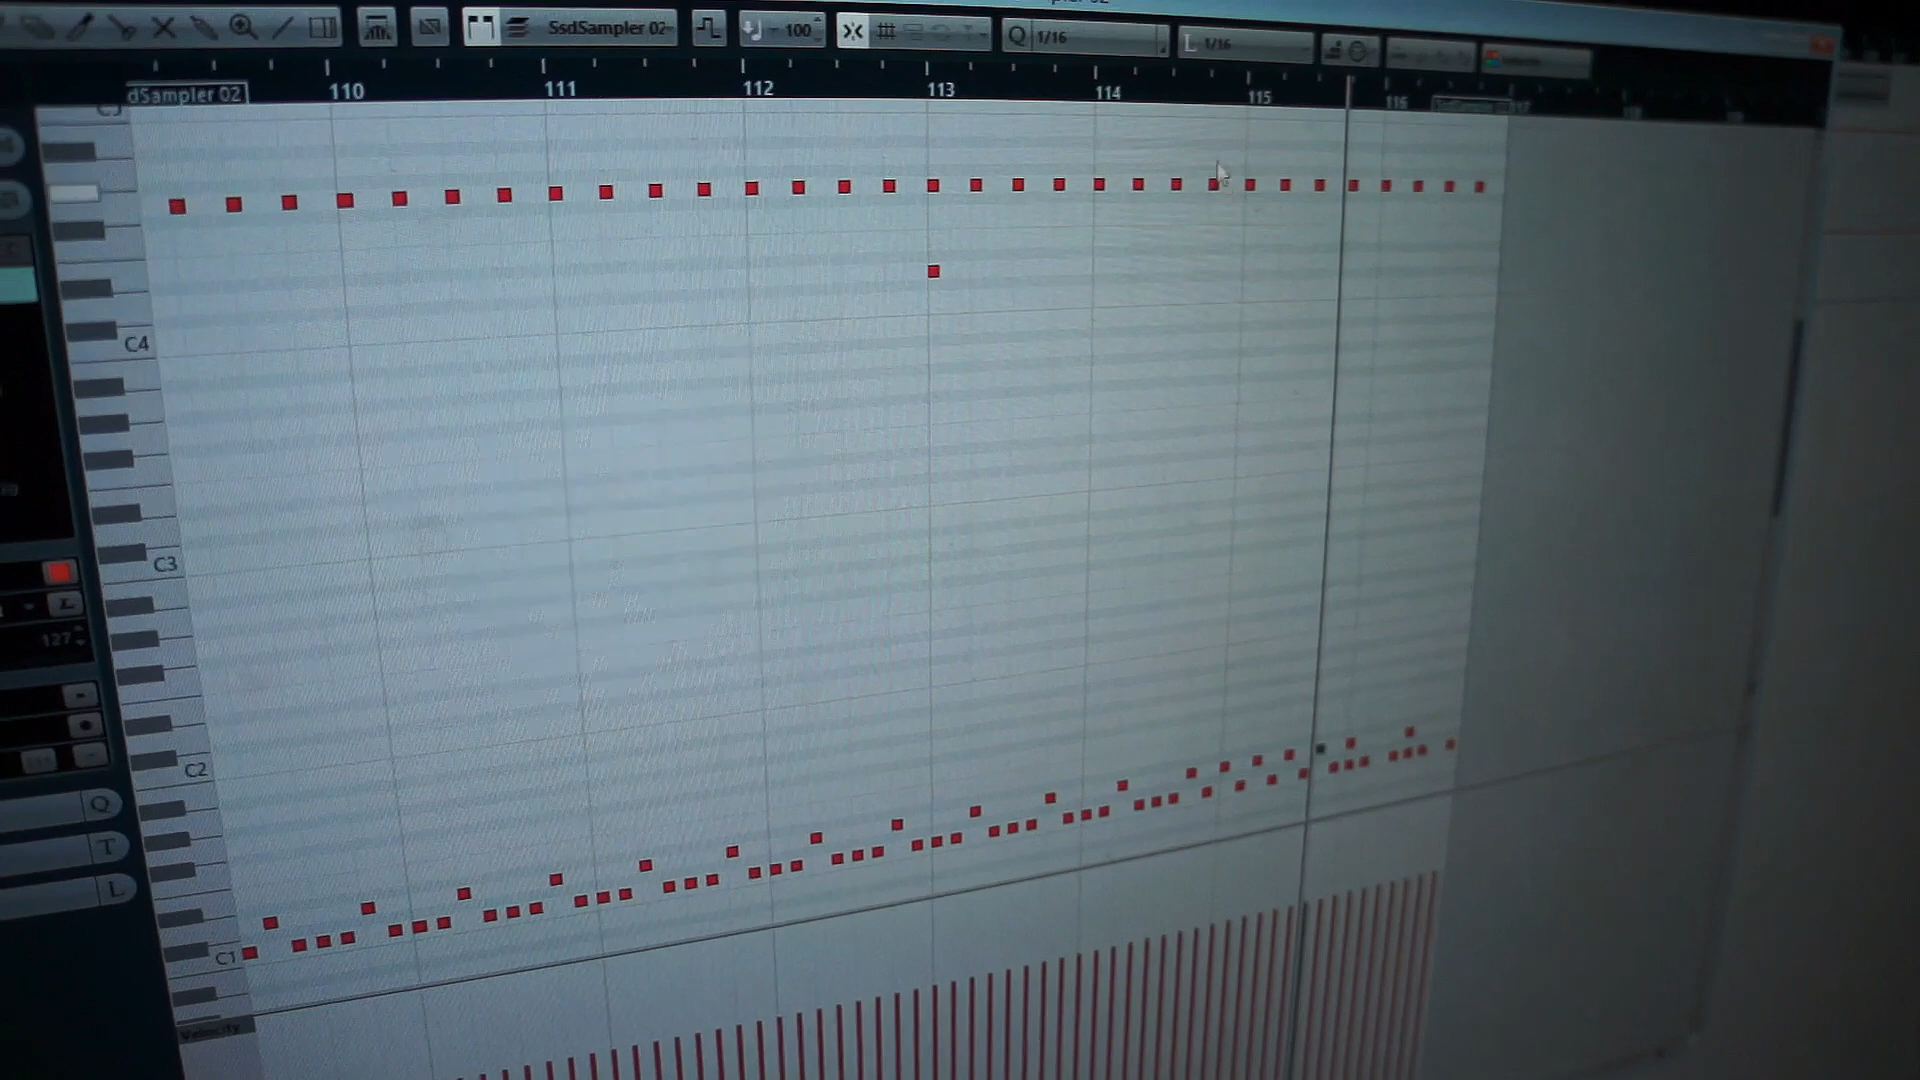 SsdSampler 02
100
Q 1/16
L 1/16
dSampler 02
110
111
112
113
114
115
116
C4
C3
127
C2
Q
T
L
C1
Velocity